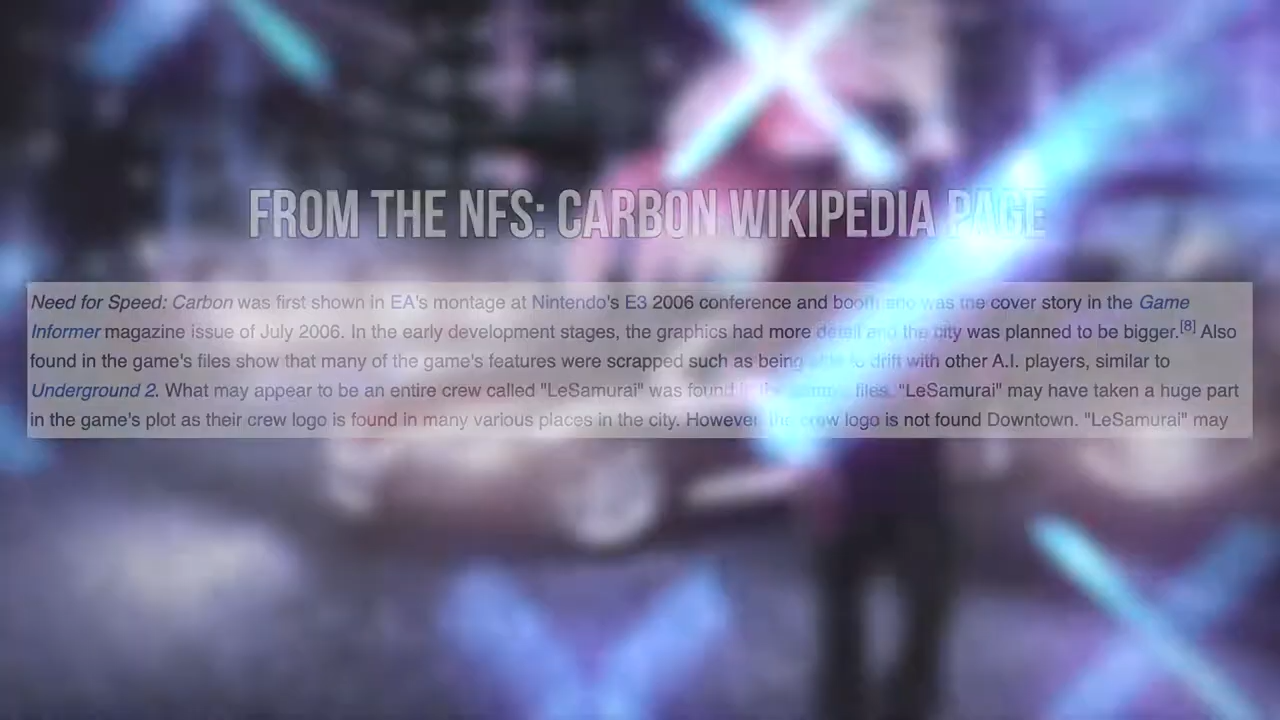 FROM THE NFS: CARBON WIKIPEDIA PAGE
Need for Speed: Carbon was first shown in EA's montage at Nintendo's E3 2006 conference and booth and was the cover story in the Game
Informer magazine issue of July 2006. In the early development stages, the graphics had more detail and the city was planned to be bigger.[8] Also
found in the game's files show that many of the game's features were scrapped such as being able to drift with other A.I. players, similar to
Underground 2. What may appear to be an entire crew called "LeSamurai" was found in the game's files. "LeSamurai" may have taken a huge part
in the game's plot as their crew logo is found in many various places in the city. However, the crew logo is not found Downtown. "LeSamurai" may